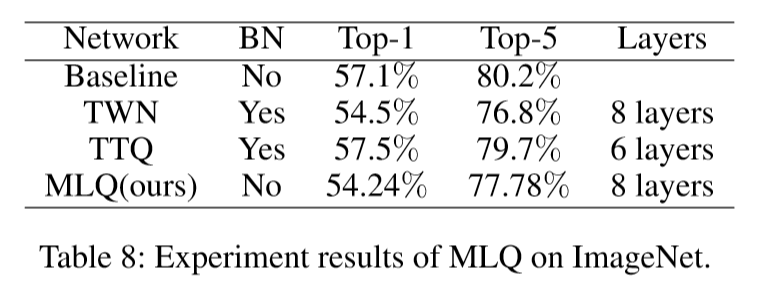 Network BN Top-1 Top-5 Layers
Baseline No 57.1% 80.2%
TWN Yes 54.5% 76.8% 8 layers
TTQ Yes 57.5% 79.7% 6 layers
MLQ(ours) No 54.24% 77.78% 8 layers
Table 8: Experiment results of MLQ on ImageNet.